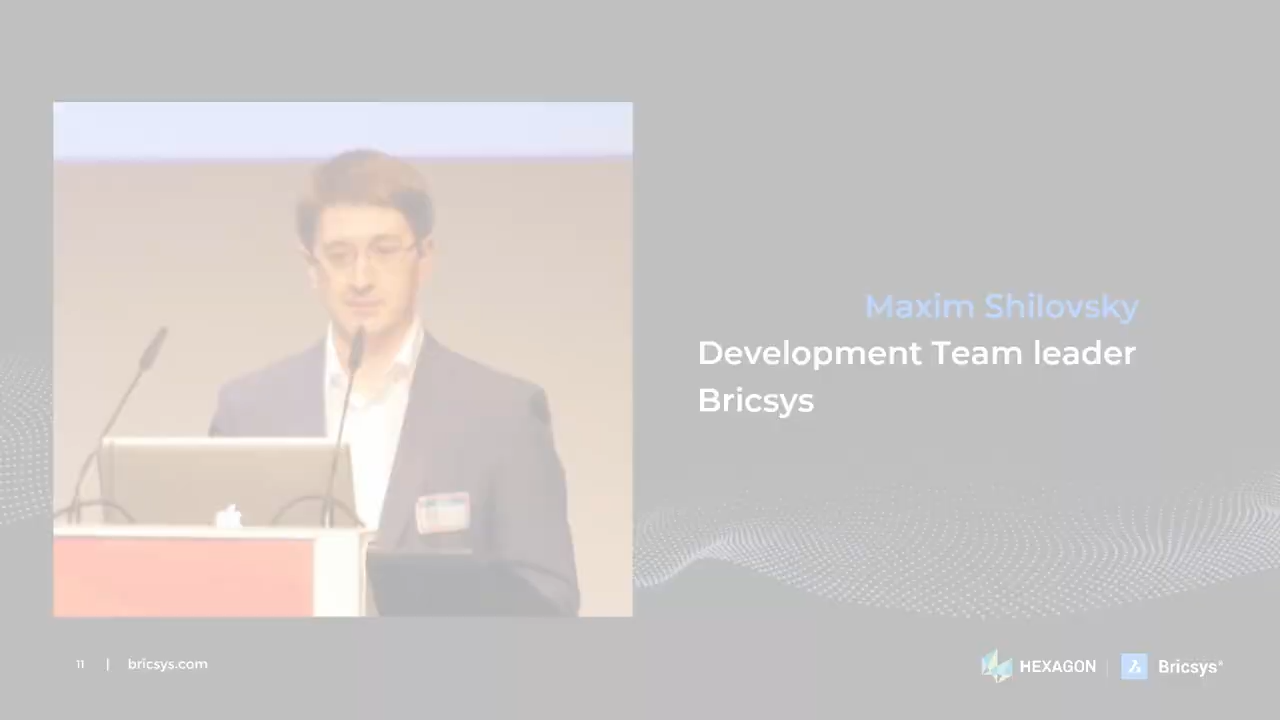 Maxim Shilovsky
Development Team leader
Bricsys
11 | bricsys.com
HEXAGON | Bricsys®